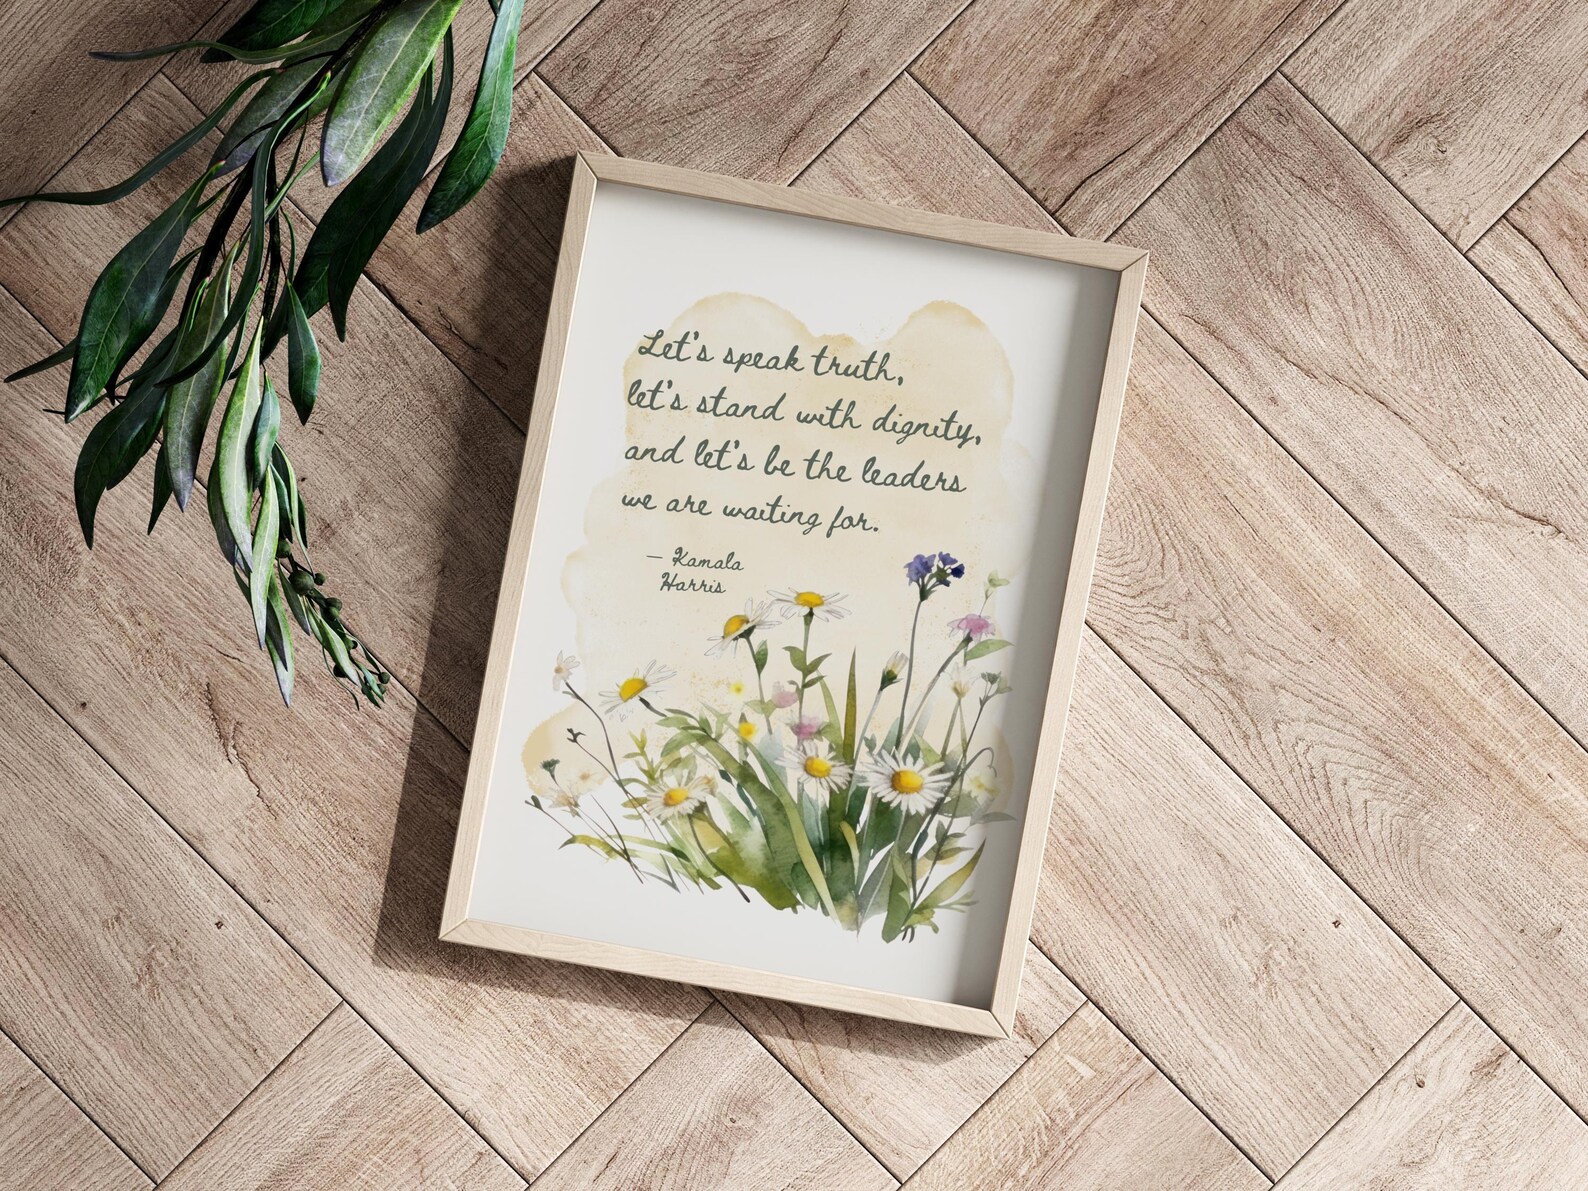 Let's speak truth,
let's stand with dignity,
and let's be the leaders
we are waiting for.
— Kamala
Harris